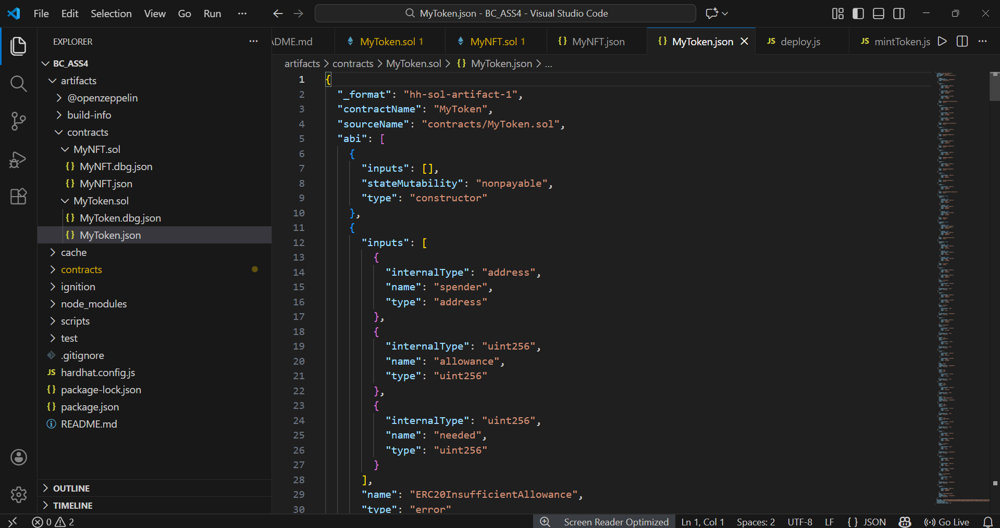 File Edit Selection View Go Run ···
MyToken.json - BC_ASS4 - Visual Studio Code
EXPLORER
BC_ASS4
artifacts
@openzeppelin
build-info
contracts
MyNFT.sol
{} MyNFT.dbg.json
{} MyNFT.json
MyToken.sol
{} MyToken.dbg.json
{} MyToken.json
cache
contracts
ignition
node_modules
scripts
test
.gitignore
JS hardhat.config.js
{} package-lock.json
{} package.json
README.md
OUTLINE
TIMELINE
DME.md
MyToken.sol 1
MyNFT.sol 1
{} MyNFT.json
{} MyToken.json
JS deploy.js
JS mintToken.js
artifacts > contracts > MyToken.sol > {} MyToken.json > ...
1 {
2 "_format": "hh-sol-artifact-1",
3 "contractName": "MyToken",
4 "sourceName": "contracts/MyToken.sol",
5 "abi": [
6 {
7 "inputs": [],
8 "stateMutability": "nonpayable",
9 "type": "constructor"
10 },
11 {
12 "inputs": [
13 {
14 "internalType": "address",
15 "name": "spender",
16 "type": "address"
17 },
18 {
19 "internalType": "uint256",
20 "name": "allowance",
21 "type": "uint256"
22 },
23 {
24 "internalType": "uint256",
25 "name": "needed",
26 "type": "uint256"
27 }
28 ],
29 "name": "ERC20InsufficientAllowance",
30 "type": "error"
0 2
Screen Reader Optimized Ln 1, Col 1 Spaces: 2 UTF-8 LF {} JSON Go Live